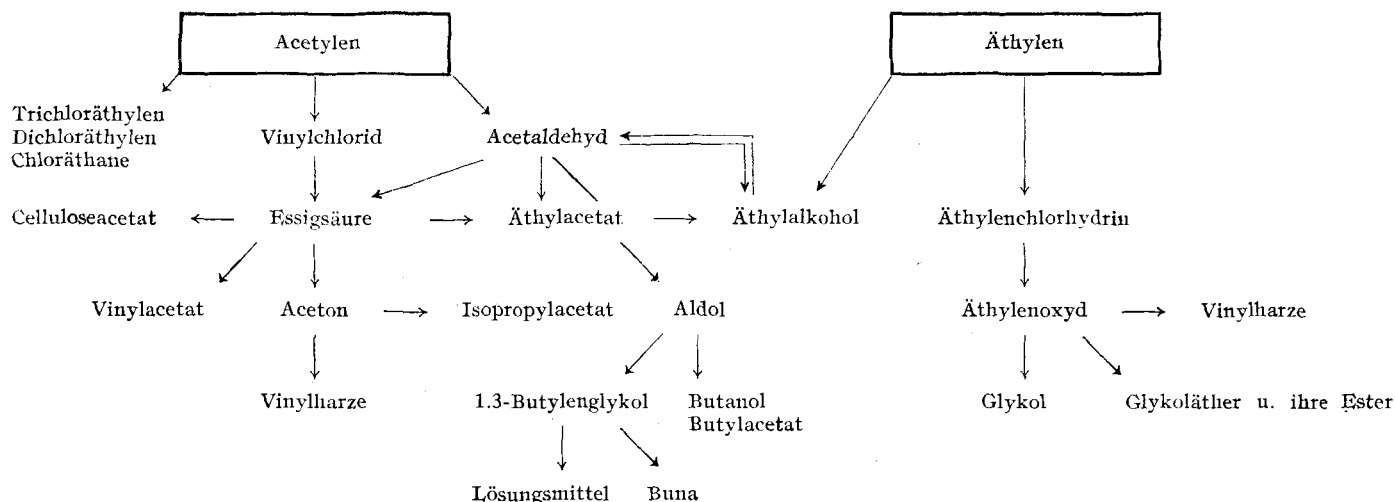 Acetylen
Äthylen
Trichloräthylen
Dichloräthylen
Chloräthane
Vinylchlorid
Acetaldehyd
Celluloseacetat
Essigsäure
Äthylacetat
Äthylalkohol
Äthylenchlorhydrin
Vinylacetat
Aceton
Isopropylacetat
Aldol
Äthylenoxyd
Vinylharze
Vinylharze
1.3-Butylenglykol
Butanol
Butylacetat
Glykol
Glykoläther u. ihre Ester
Lösungsmittel
Buna